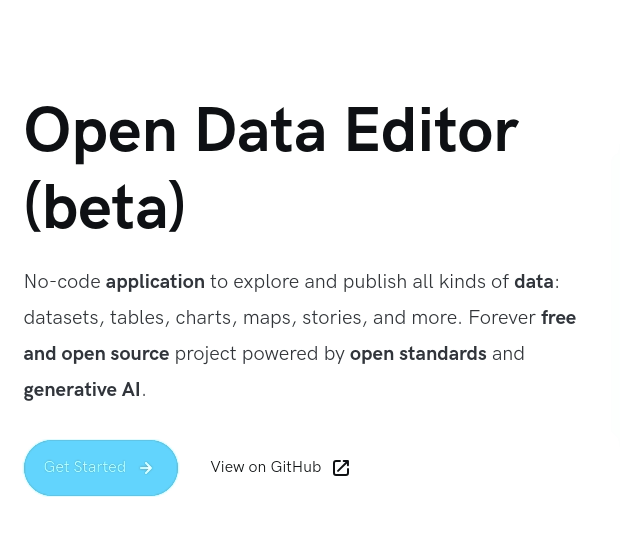 Open Data Editor
(beta)
No-code application to explore and publish all kinds of data:
datasets, tables, charts, maps, stories, and more. Forever free
and open source project powered by open standards and
generative AI.
Get Started
View on GitHub